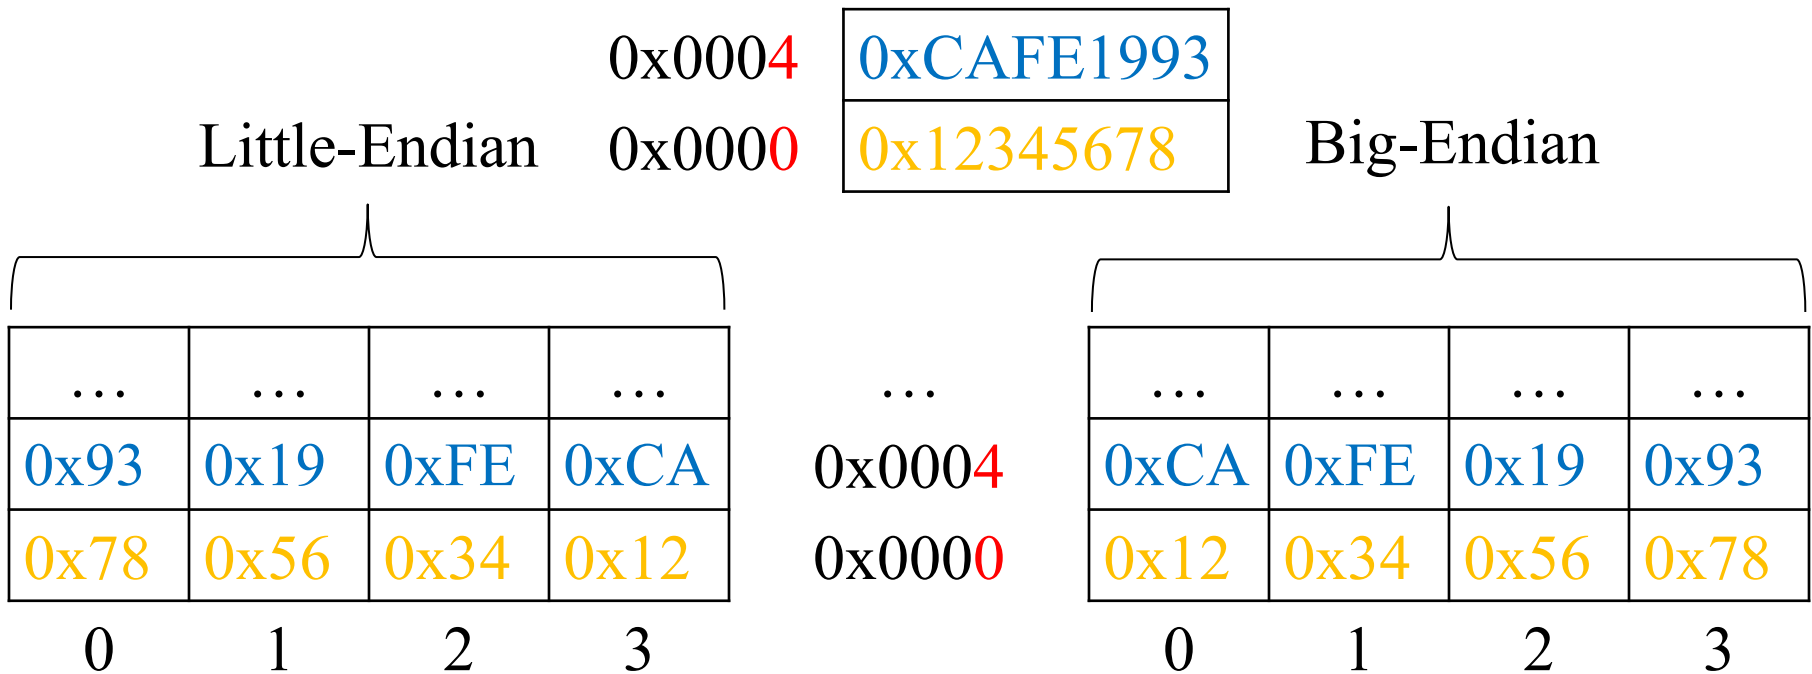 0x0004 0xCAFE1993
Little-Endian 0x0000 0x12345678 Big-Endian
… … … … … … … … …
0x93 0x19 0xFE 0xCA 0x0004 0xCA 0xFE 0x19 0x93
0x78 0x56 0x34 0x12 0x0000 0x12 0x34 0x56 0x78
0 1 2 3 0 1 2 3